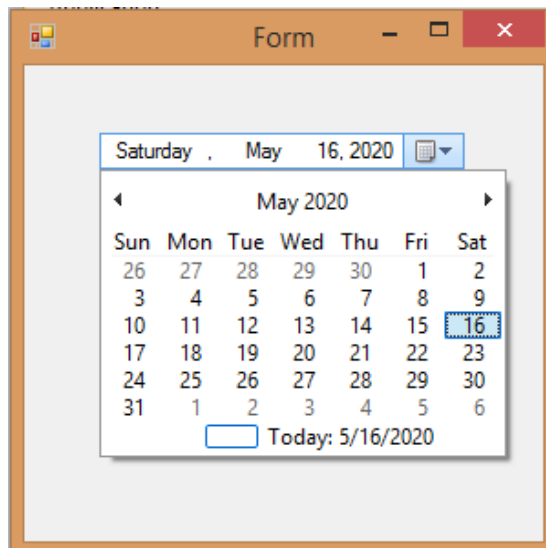 Form
Saturday , May 16, 2020
May 2020
Sun Mon Tue Wed Thu Fri Sat
26 27 28 29 30 1 2
3 4 5 6 7 8 9
10 11 12 13 14 15 16
17 18 19 20 21 22 23
24 25 26 27 28 29 30
31 1 2 3 4 5 6
Today: 5/16/2020